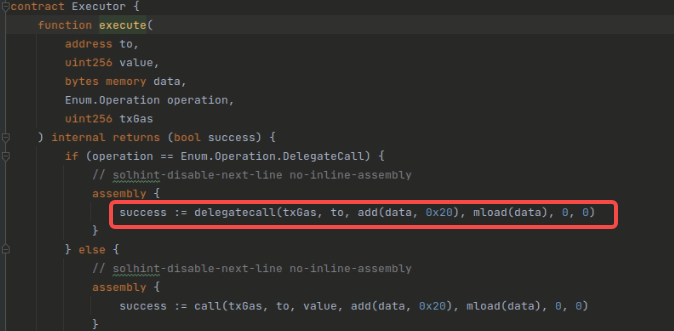 contract Executor {
function execute(
address to,
uint256 value,
bytes memory data,
Enum.Operation operation,
uint256 txGas
) internal returns (bool success) {
if (operation == Enum.Operation.DelegateCall) {
// solhint-disable-next-line no-inline-assembly
assembly {
success := delegatecall(txGas, to, add(data, 0x20), mload(data), 0, 0)
}
} else {
// solhint-disable-next-line no-inline-assembly
assembly {
success := call(txGas, to, value, add(data, 0x20), mload(data), 0, 0)
}